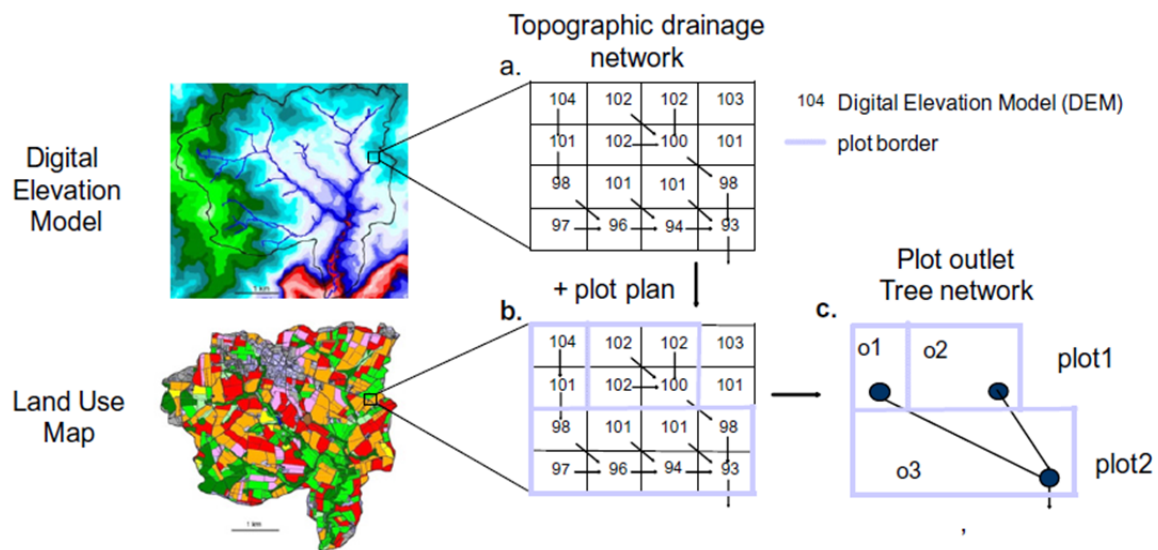 Topographic drainage
network
a.
104 102 102 103
101 102 100 101
98 101 101 98
97 96 94 93
104 Digital Elevation Model (DEM)
plot border
Digital
Elevation
Model
1 km
+ plot plan
Plot outlet
Tree network
b.
104 102 102 103
101 102 100 101
98 101 101 98
97 96 94 93
c.
o1 o2
plot1
o3
plot2
,
Land Use
Map
1 km